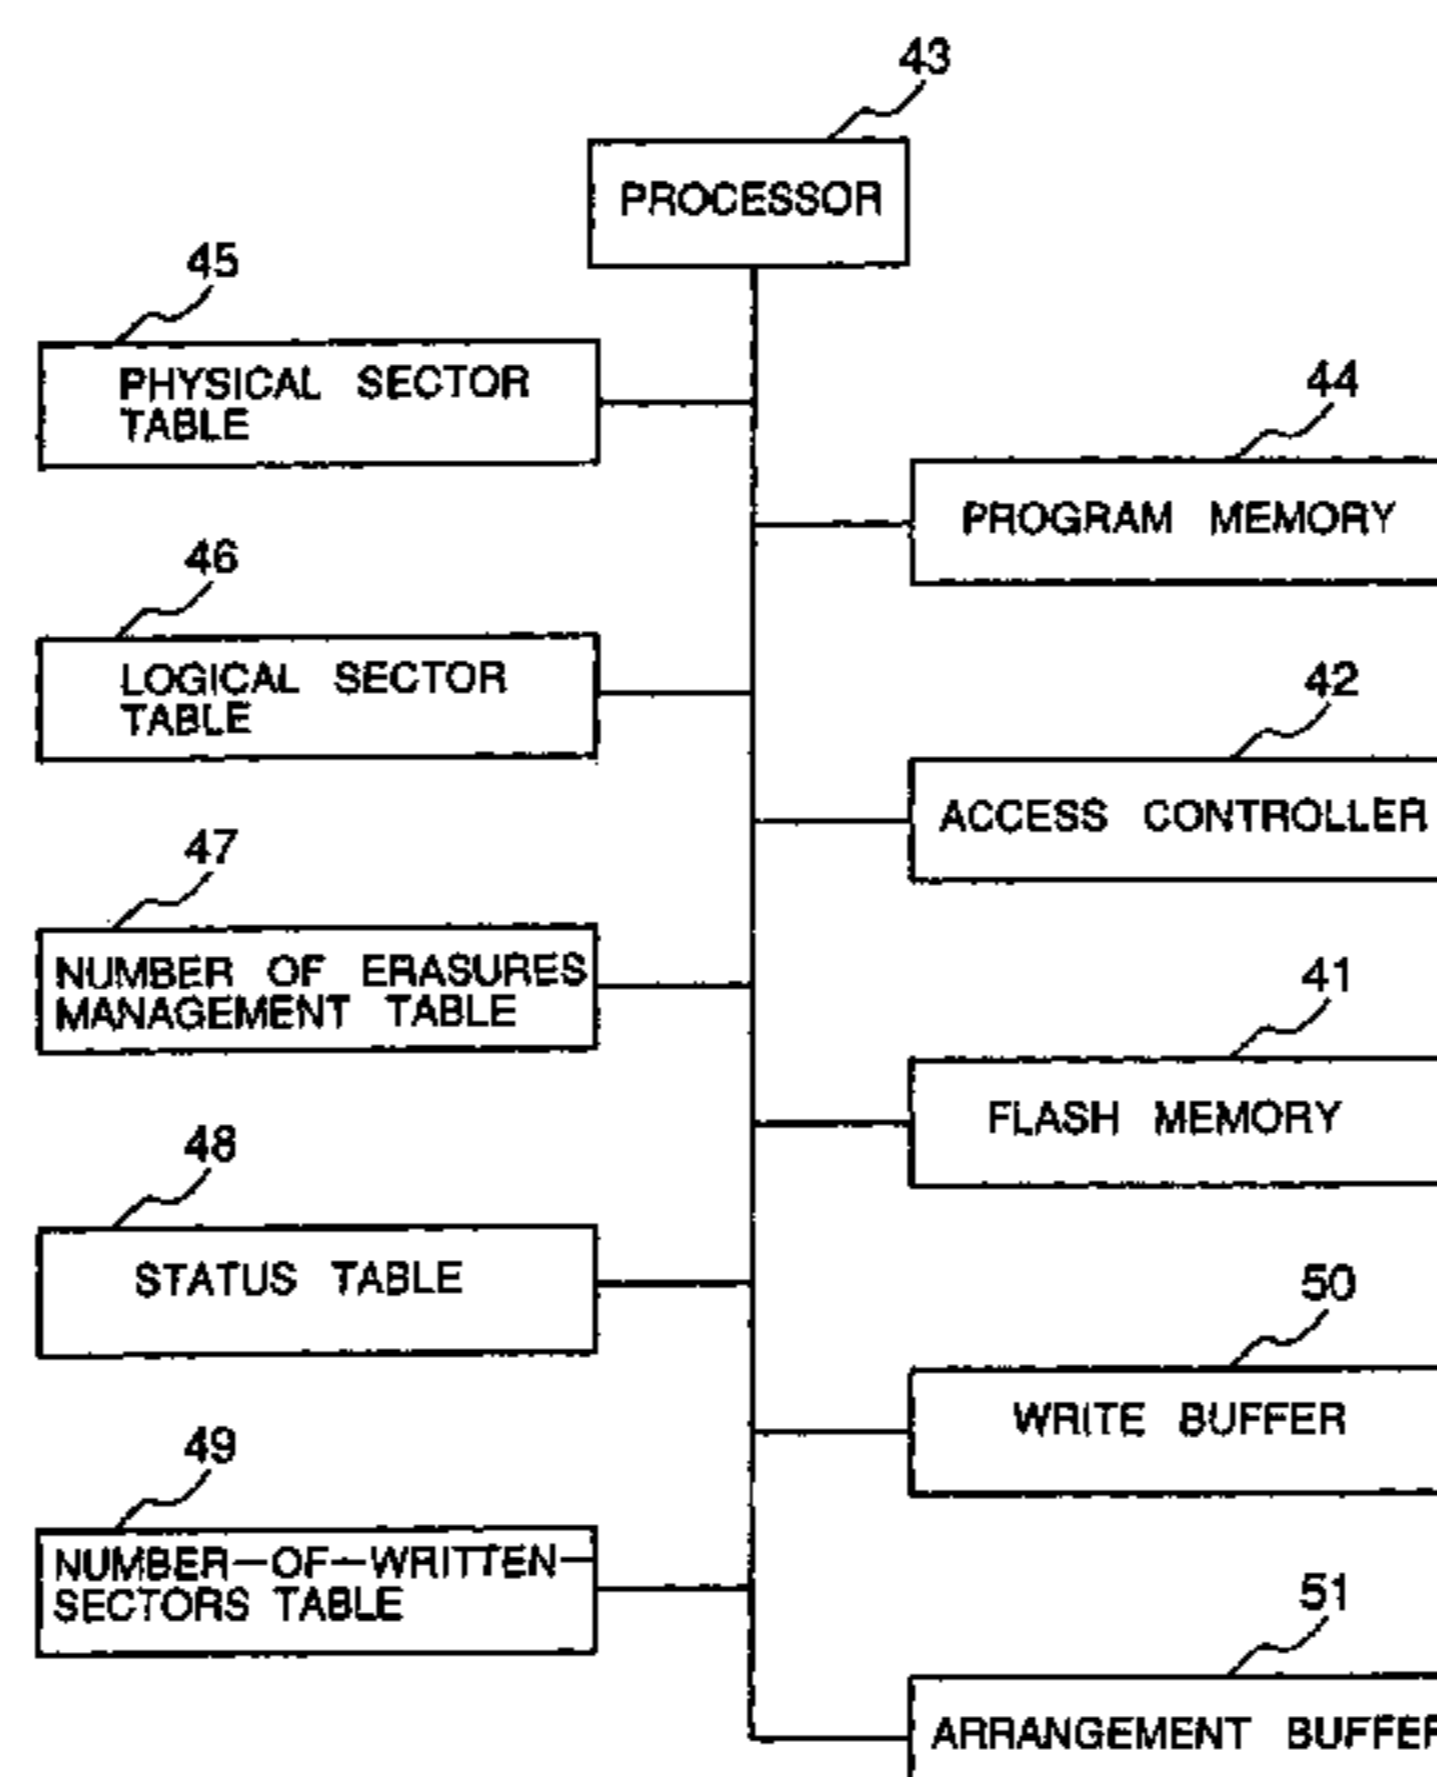 43
PROCESSOR
45
PHYSICAL SECTOR
TABLE
44
PROGRAM MEMORY
46
LOGICAL SECTOR
TABLE
42
ACCESS CONTROLLER
47
NUMBER OF ERASURES
MANAGEMENT TABLE
41
FLASH MEMORY
48
STATUS TABLE
50
WRITE BUFFER
49
NUMBER-OF-WRITTEN-
SECTORS TABLE
51
ARRANGEMENT BUFFER